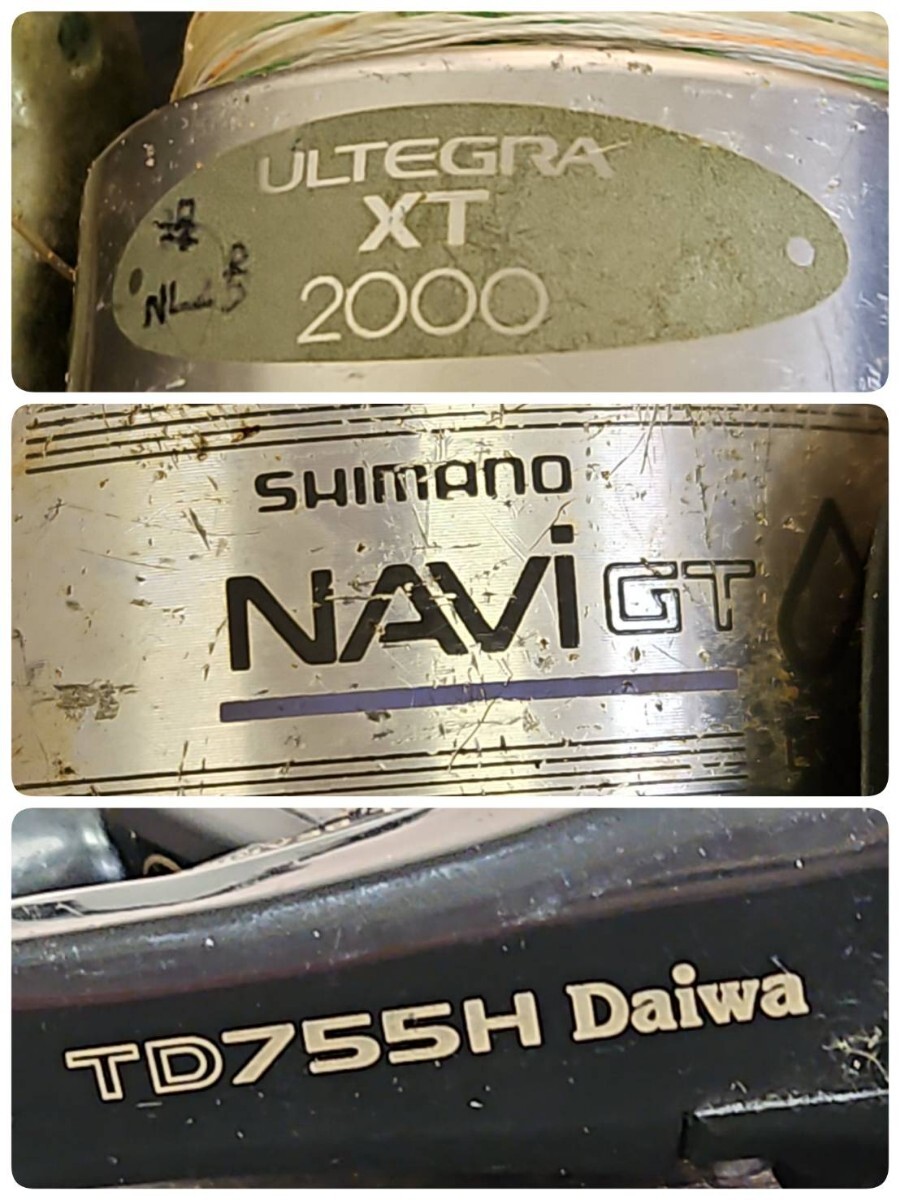 ULTEGRA
XT
2000
SHIMANO
NAVi GT
TD755H Daiwa